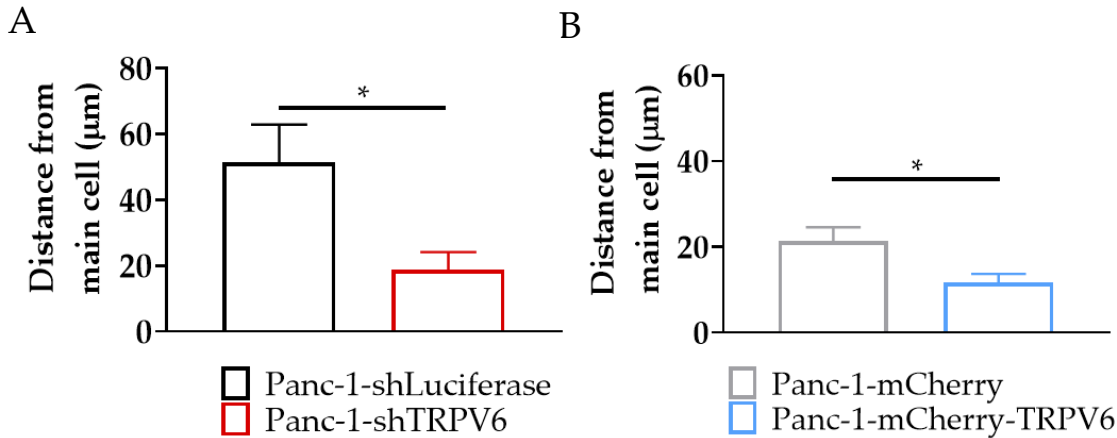 A
Distance from
main cell (μm)
80
60
40
20
0
*
Panc-1-shLuciferase
Panc-1-shTRPV6
B
Distance from
main cell (μm)
60
40
20
0
*
Panc-1-mCherry
Panc-1-mCherry-TRPV6